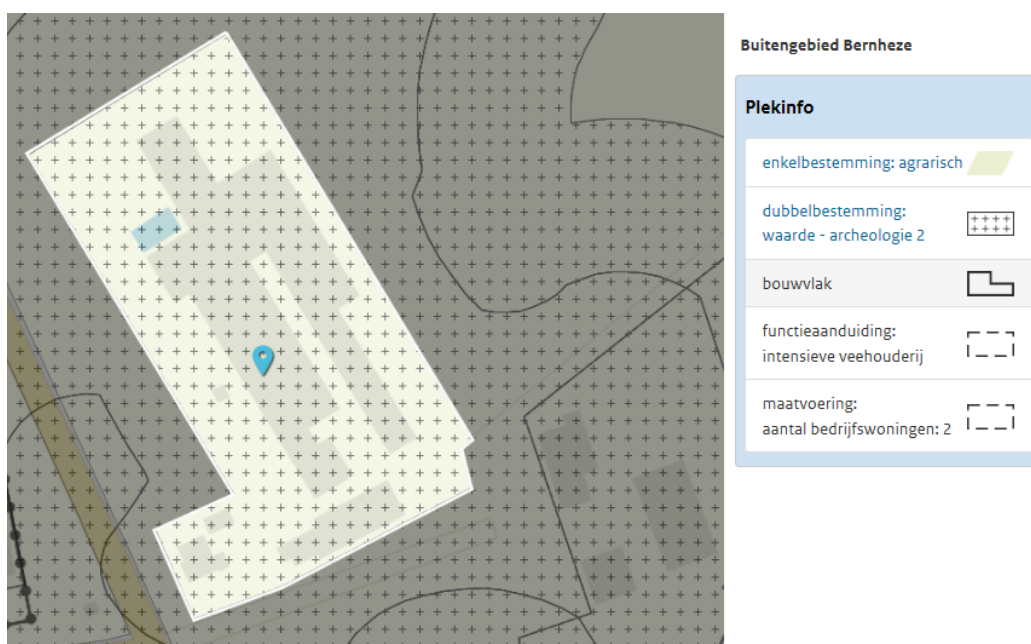 Buitengebied Bernheze
Plekinfo
enkelbestemming: agrarisch
dubbelbestemming:
waarde - archeologie 2
bouwvlak
functieaanduiding:
intensieve veehouderij
maatvoering:
aantal bedrijfswoningen: 2